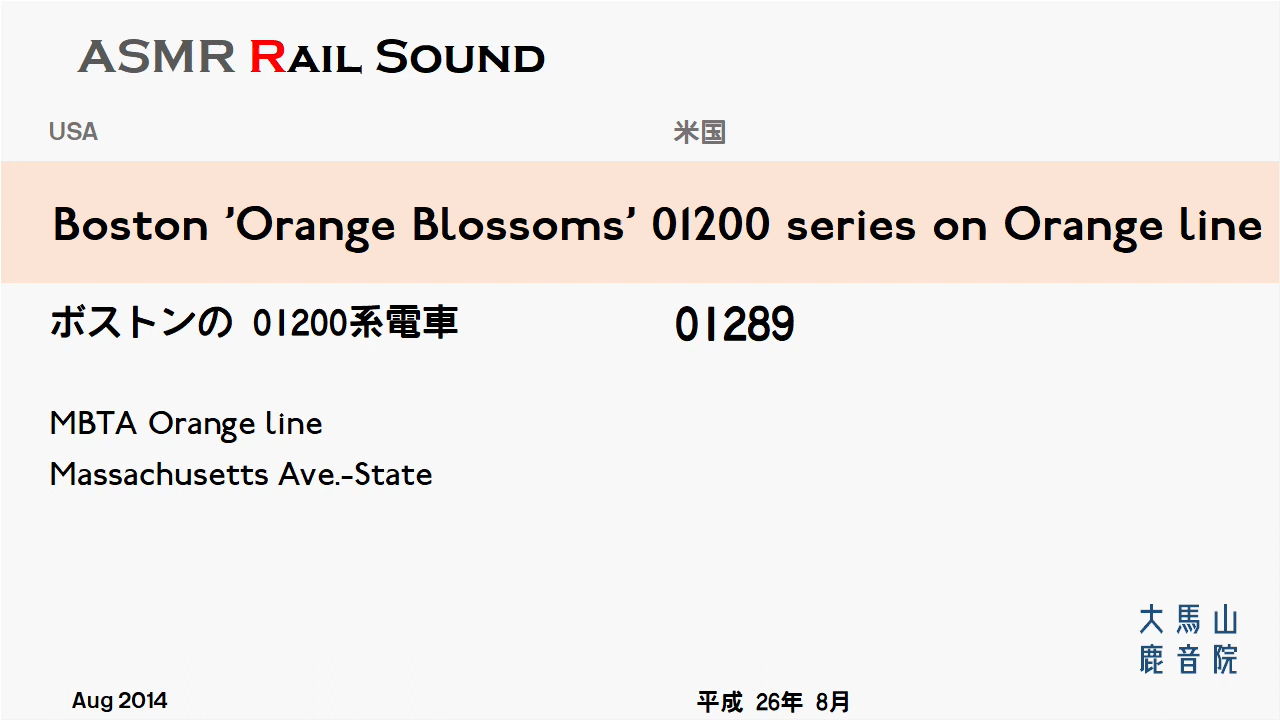 ASMR RAIL SOUND
USA 米国
Boston 'Orange Blossoms' 01200 series on Orange line
ボストンの 01200系電車 01289
MBTA Orange line
Massachusetts Ave.-State
大馬山
鹿音院
Aug 2014 平成 26年 8月